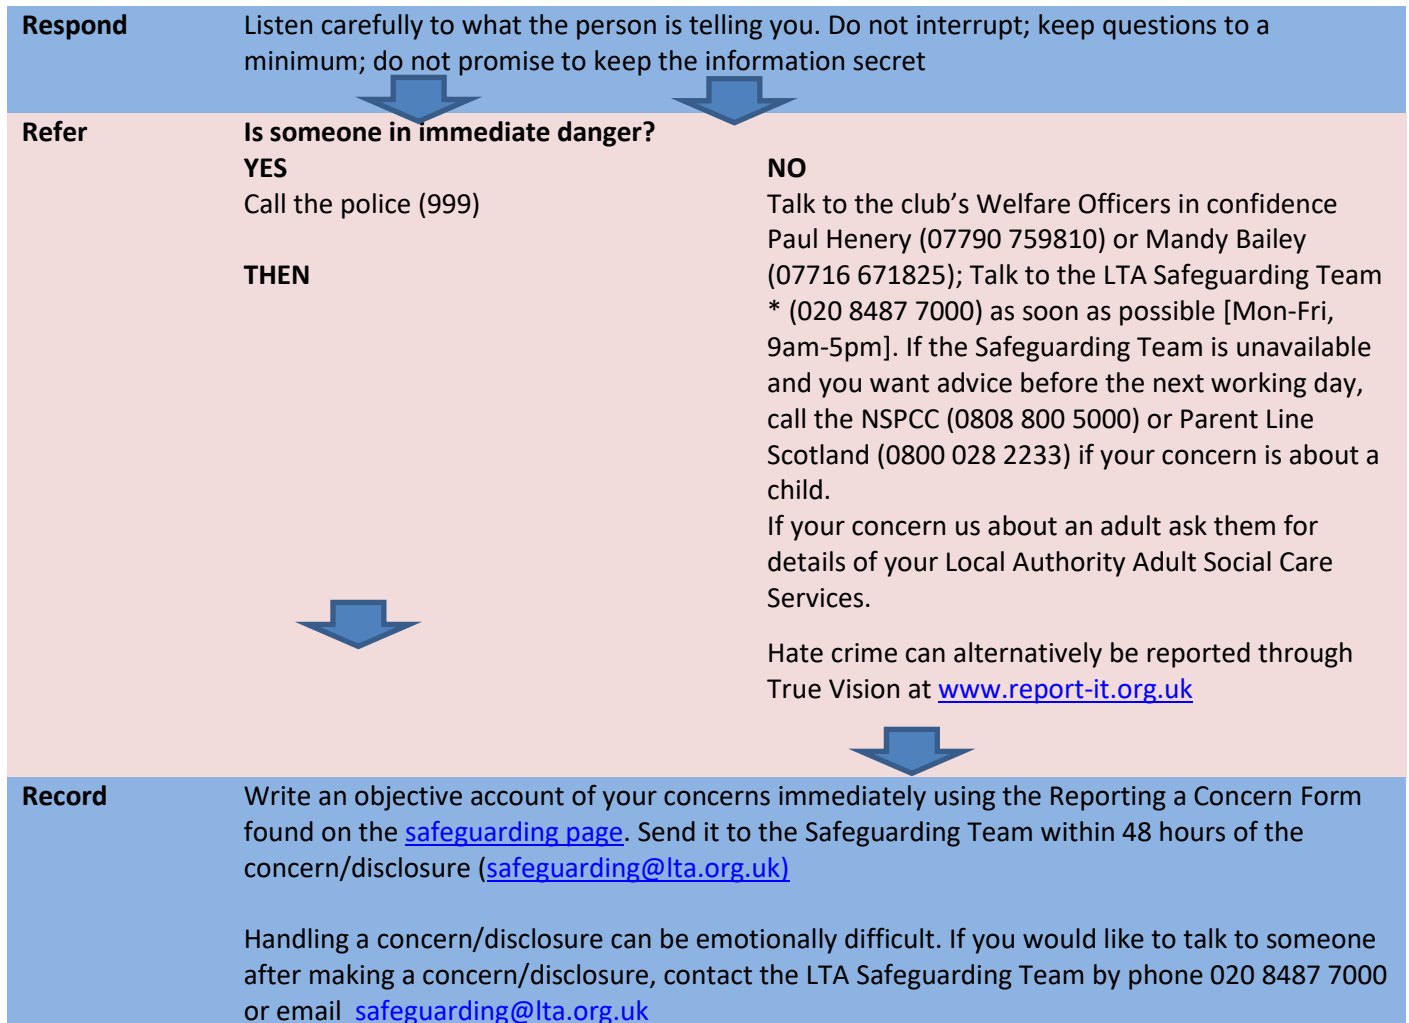 Respond
Listen carefully to what the person is telling you. Do not interrupt; keep questions to a
minimum; do not promise to keep the information secret
Refer
Is someone in immediate danger?
YES
Call the police (999)
THEN
NO
Talk to the club’s Welfare Officers in confidence
Paul Henery (07790 759810) or Mandy Bailey
(07716 671825); Talk to the LTA Safeguarding Team
* (020 8487 7000) as soon as possible [Mon-Fri,
9am-5pm]. If the Safeguarding Team is unavailable
and you want advice before the next working day,
call the NSPCC (0808 800 5000) or Parent Line
Scotland (0800 028 2233) if your concern is about a
child.
If your concern us about an adult ask them for
details of your Local Authority Adult Social Care
Services.
Hate crime can alternatively be reported through
True Vision at www.report-it.org.uk
Record
Write an objective account of your concerns immediately using the Reporting a Concern Form
found on the safeguarding page. Send it to the Safeguarding Team within 48 hours of the
concern/disclosure (safeguarding@lta.org.uk)
Handling a concern/disclosure can be emotionally difficult. If you would like to talk to someone
after making a concern/disclosure, contact the LTA Safeguarding Team by phone 020 8487 7000
or email safeguarding@lta.org.uk